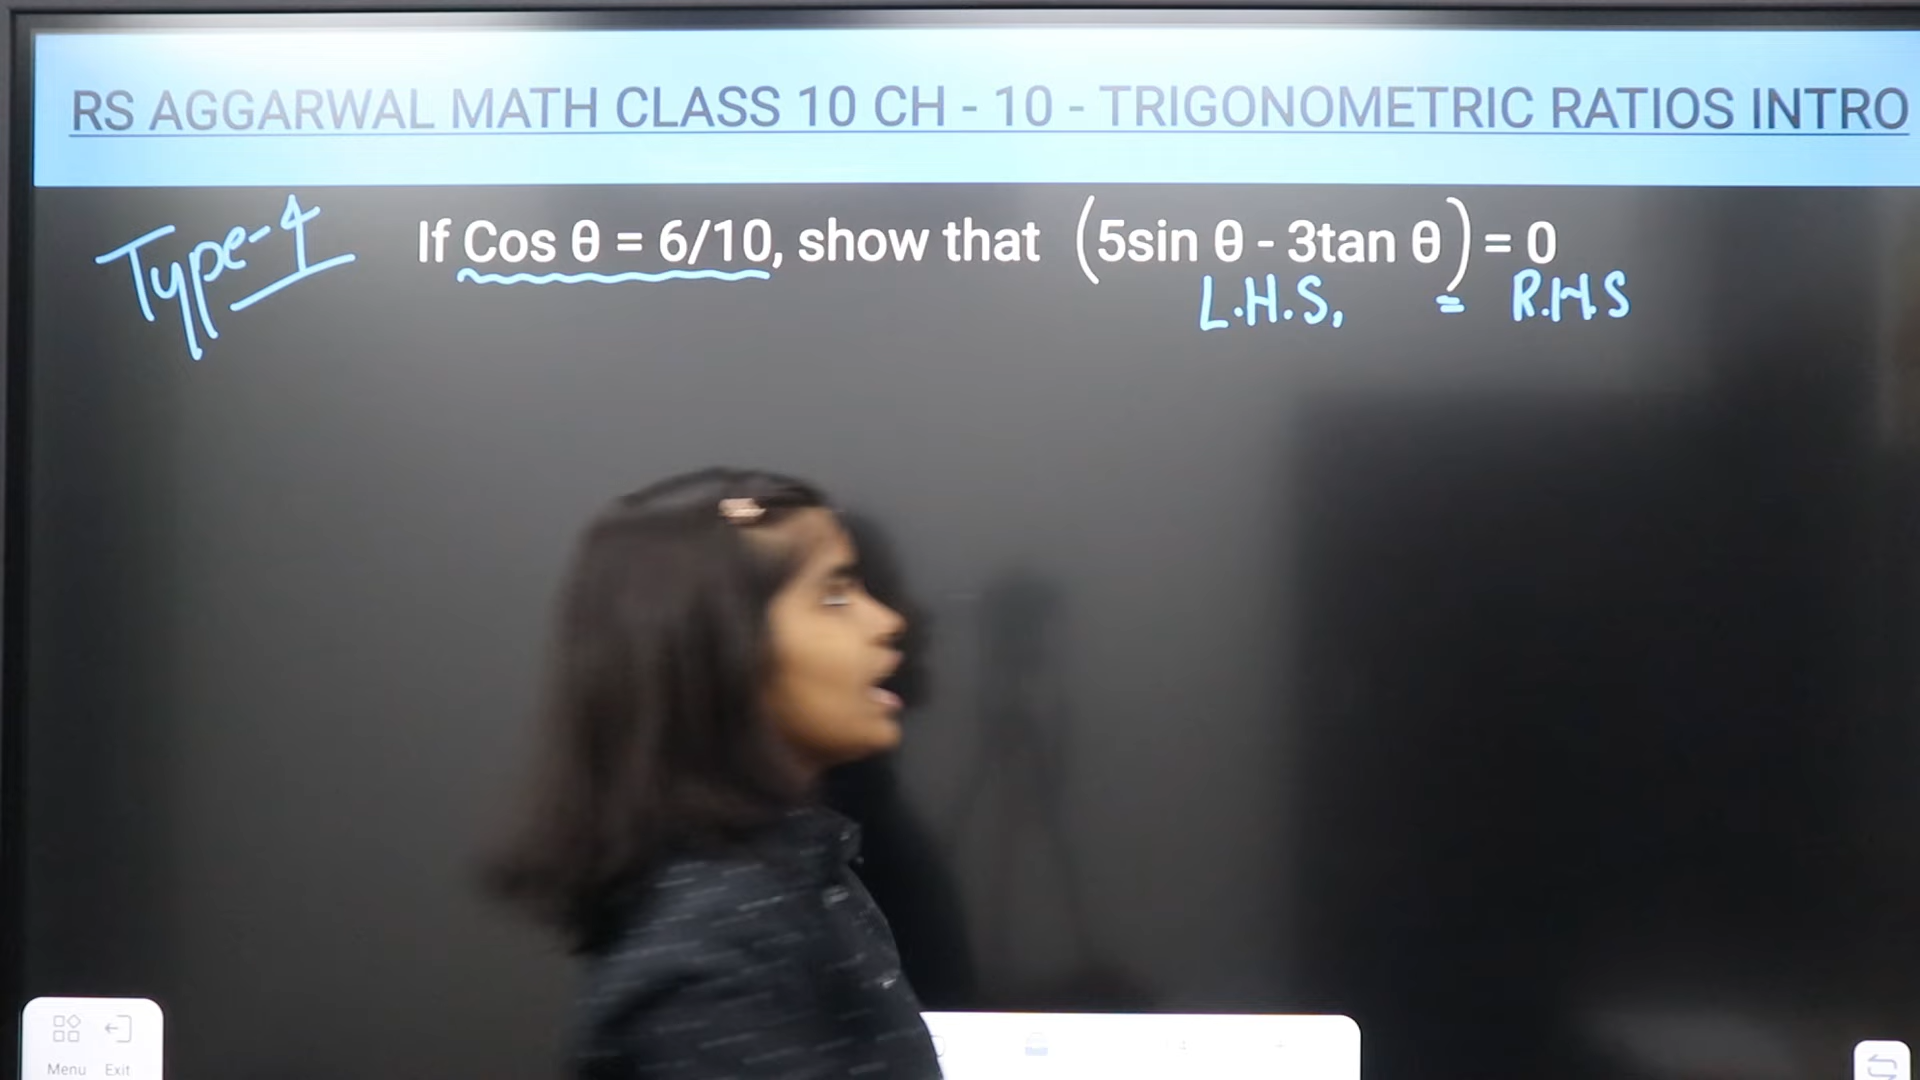 RS AGGARWAL MATH CLASS 10 CH - 10 - TRIGONOMETRIC RATIOS INTRO
Type-4
If Cos θ = 6/10, show that (5sin θ - 3tan θ) = 0
L.H.S, = R.H.S
Menu Exit